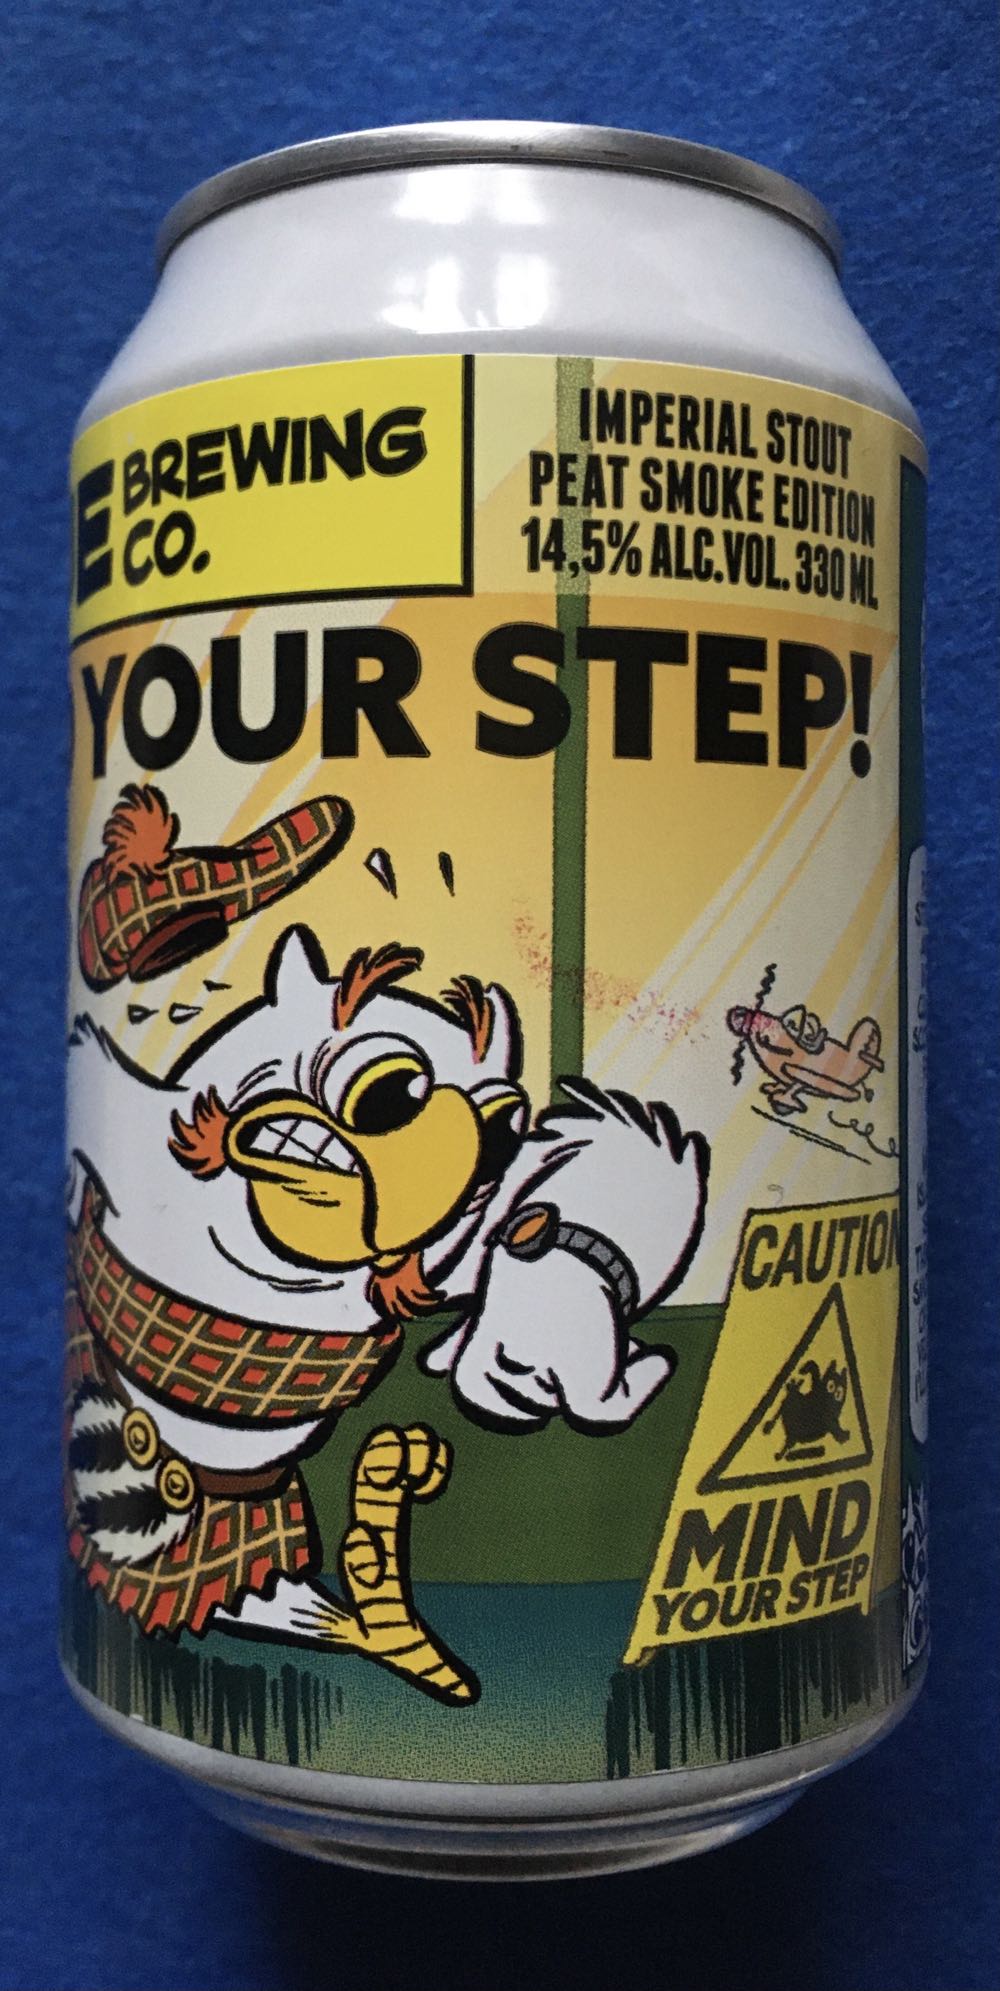 E BREWING
CO.
IMPERIAL STOUT
PEAT SMOKE EDITION
14,5% ALC.VOL. 330 ML
YOUR STEP!
CAUTION
MIND
YOUR STEP